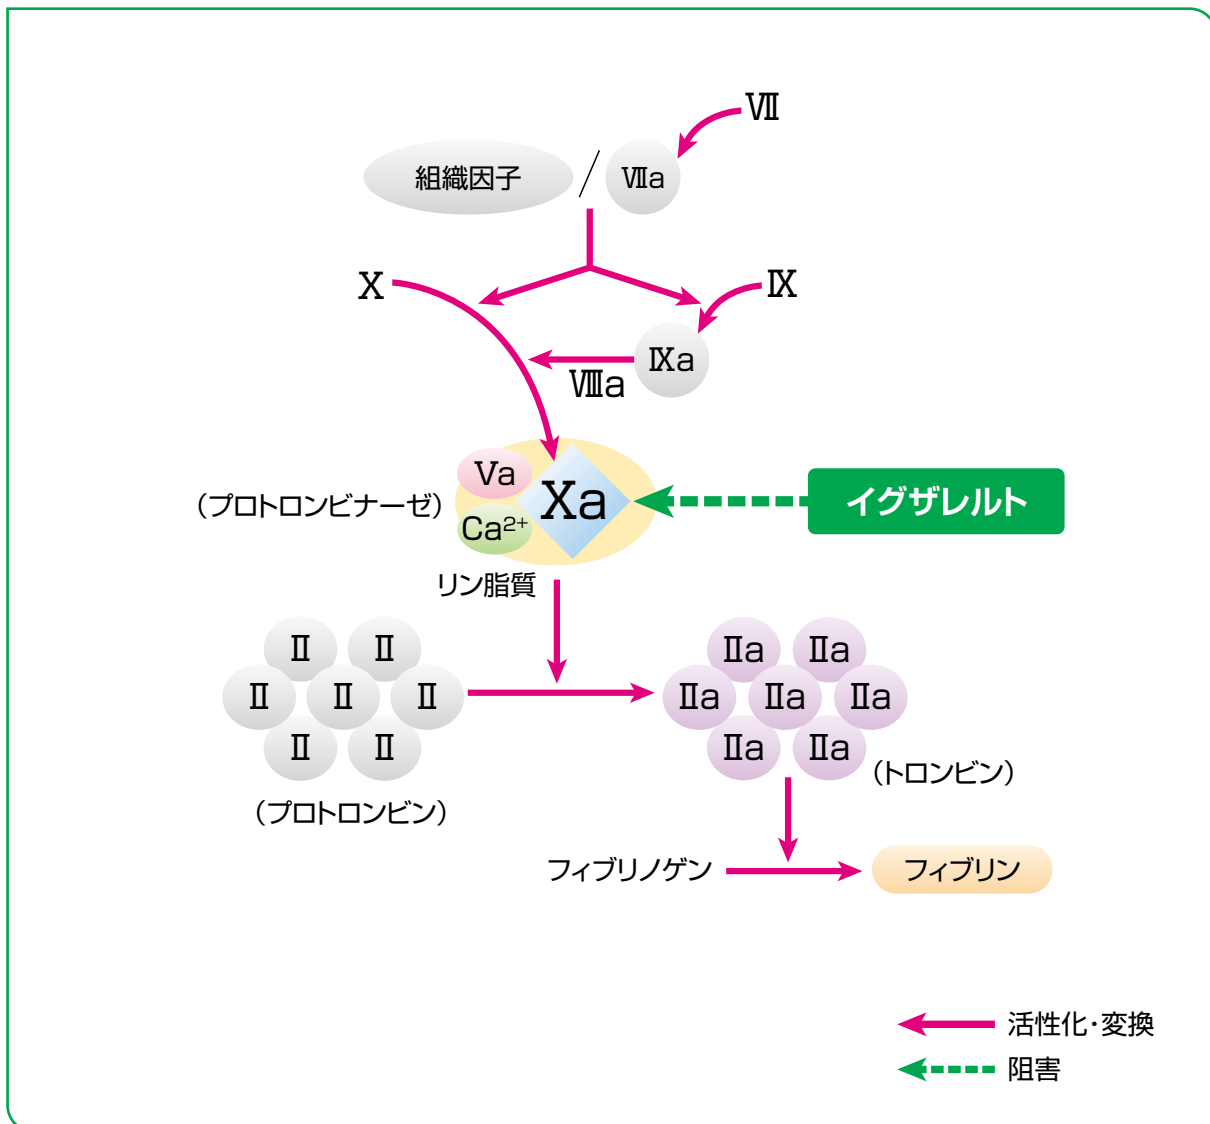 Ⅶ
組織因子 / Ⅶa
Ⅹ
Ⅸ
Ⅸa
Ⅷa
Ⅴa
Ⅹa
イグザレルト
(プロトロンビナーゼ)
Ca²⁺
リン脂質
Ⅱ Ⅱ
Ⅱ Ⅱ Ⅱ
Ⅱ Ⅱ
(プロトロンビン)
Ⅱa Ⅱa
Ⅱa Ⅱa Ⅱa
Ⅱa Ⅱa
(トロンビン)
フィブリノゲン
フィブリン
活性化・変換
阻害